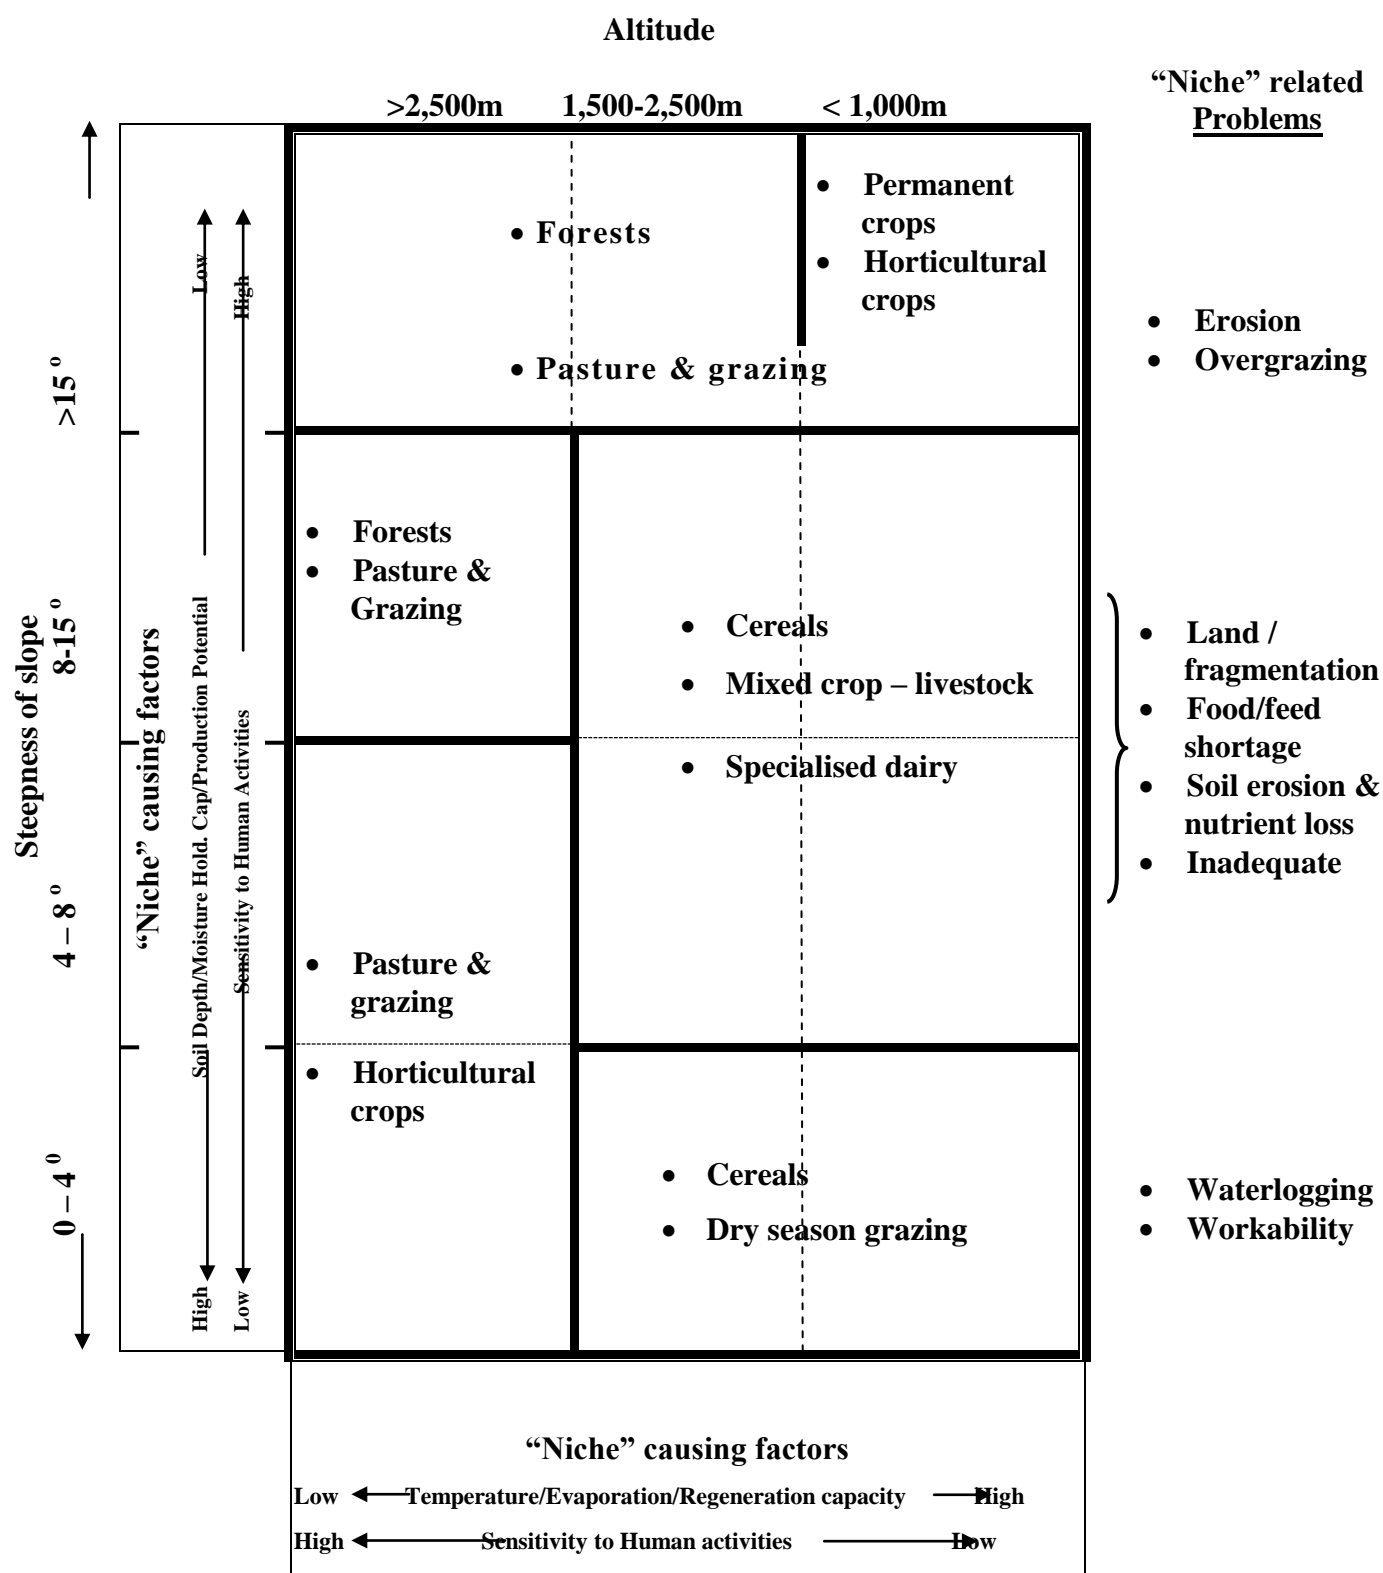 Altitude
“Niche” related
Problems
>2,500m
1,500-2,500m
< 1,000m
• Permanent
crops
• Horticultural
crops
• Forests
• Pasture & grazing
• Erosion
• Overgrazing
• Forests
• Pasture &
Grazing
• Cereals
• Mixed crop – livestock
• Specialised dairy
• Land /
fragmentation
• Food/feed
shortage
• Soil erosion &
nutrient loss
• Inadequate
• Pasture &
grazing
• Horticultural
crops
• Cereals
• Dry season grazing
• Waterlogging
• Workability
Steepness of slope
>15 °
8-15 °
4 – 8 °
0 – 4 °
“Niche” causing factors
Low
Soil Depth/Moisture Hold. Cap/Production Potential
High
High
Sensitivity to Human Activities
Low
“Niche” causing factors
Low Temperature/Evaporation/Regeneration capacity High
High Sensitivity to Human activities Low